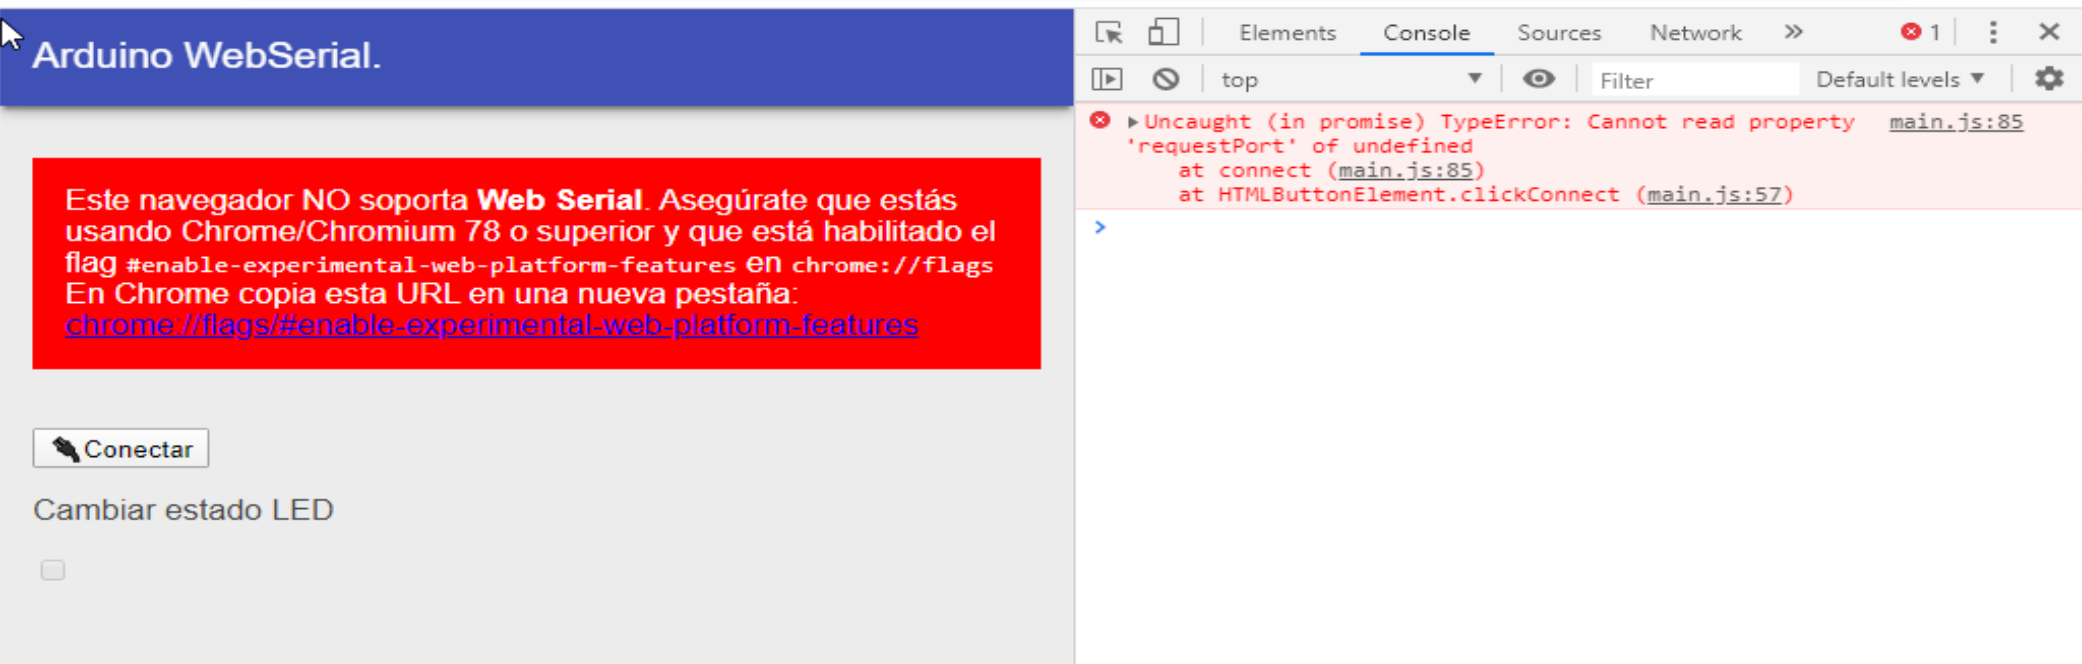 Arduino WebSerial.
Este navegador NO soporta Web Serial. Asegúrate que estás
usando Chrome/Chromium 78 o superior y que está habilitado el
flag #enable-experimental-web-platform-features en chrome://flags
En Chrome copia esta URL en una nueva pestaña:
chrome://flags/#enable-experimental-web-platform-features
Conectar
Cambiar estado LED
Elements Console Sources Network » 1
top Filter Default levels
Uncaught (in promise) TypeError: Cannot read property main.js:85
'requestPort' of undefined
at connect (main.js:85)
at HTMLButtonElement.clickConnect (main.js:57)
>